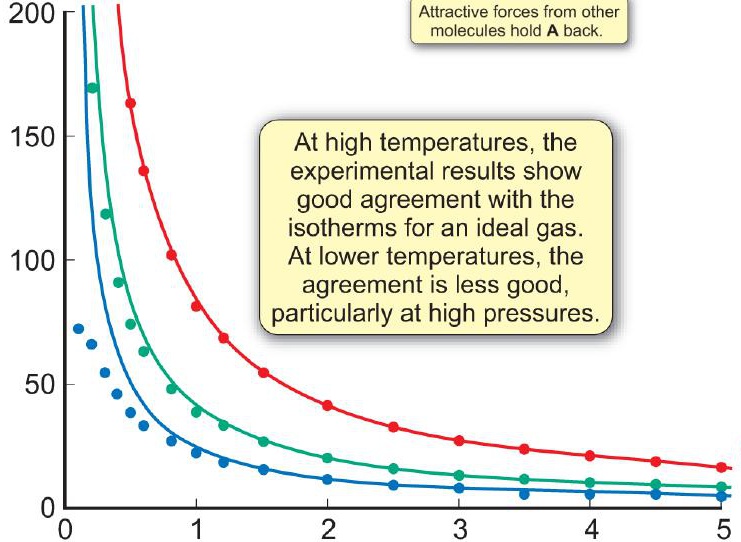 200
Attractive forces from other
molecules hold A back.
150
At high temperatures, the
experimental results show
good agreement with the
isotherms for an ideal gas.
At lower temperatures, the
agreement is less good,
particularly at high pressures.
100
50
0
0 1 2 3 4 5